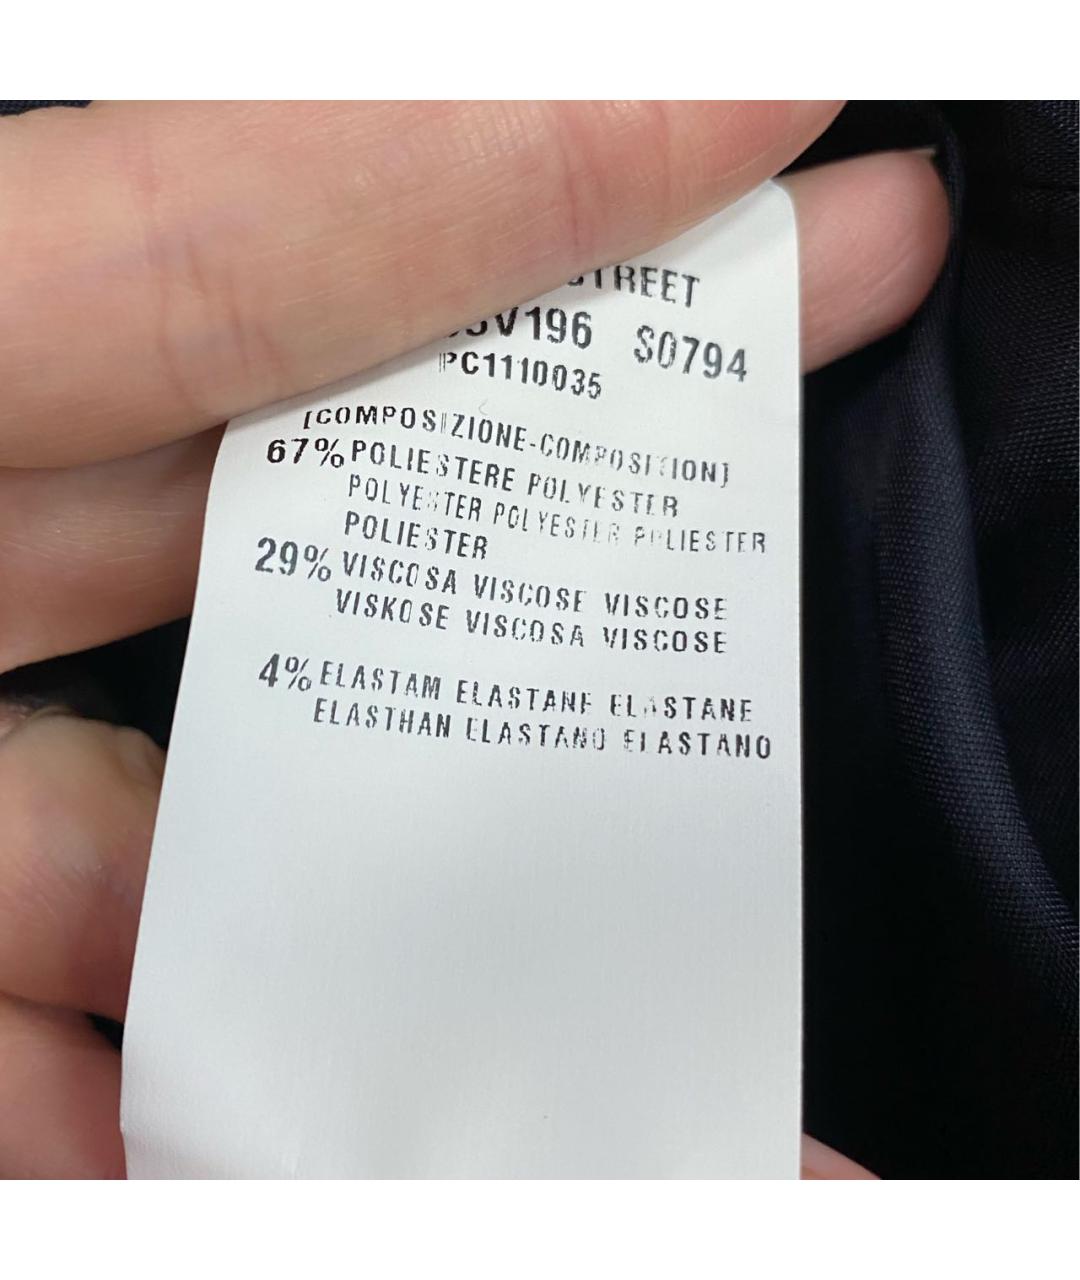 V196 S0794
PC1110035
[COMPOSIZIONE-COMPOSITION]
67% POLIESTERE POLYESTER
POLYESTER POLYESTER POLIESTER
POLIESTER
29% VISCOSA VISCOSE VISCOSE
VISKOSE VISCOSA VISCOSE
4% ELASTAM ELASTANE ELASTANE
ELASTHAN ELASTANO ELASTANO